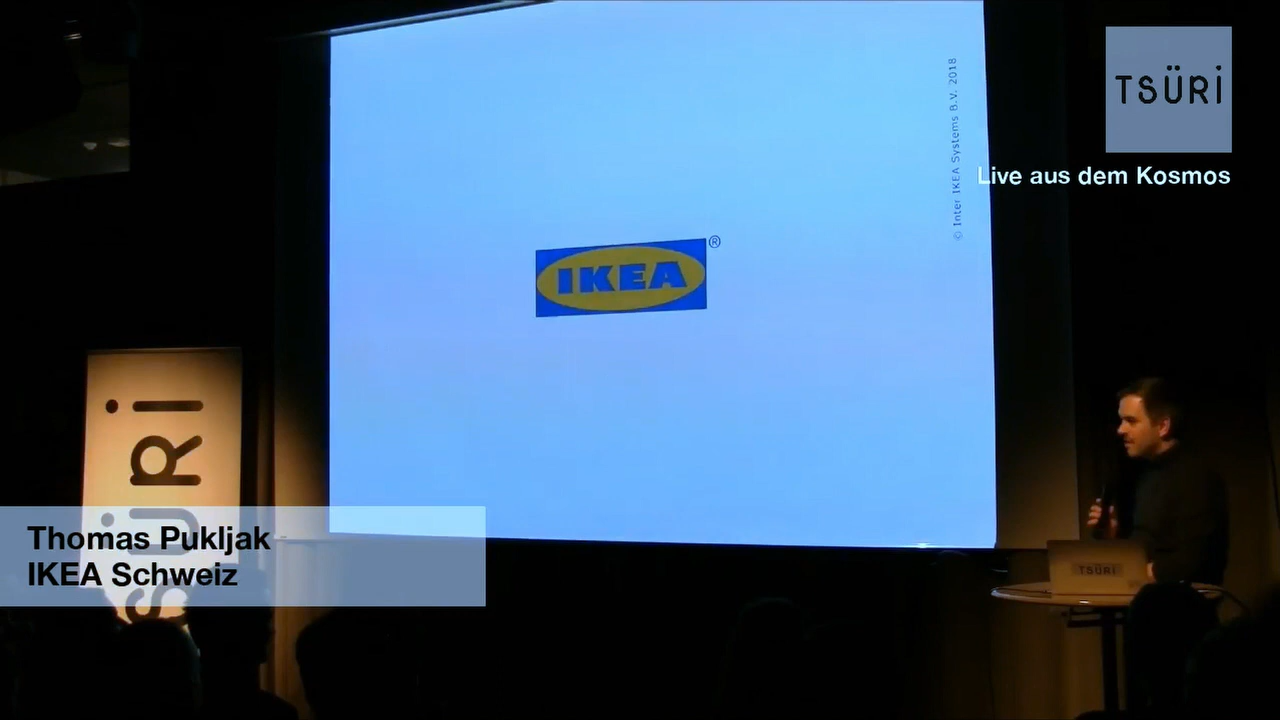 TSÜRI
Live aus dem Kosmos
© Inter IKEA Systems B.V. 2018
IKEA®
TSÜRI
Thomas Pukljak
IKEA Schweiz
TSÜRI